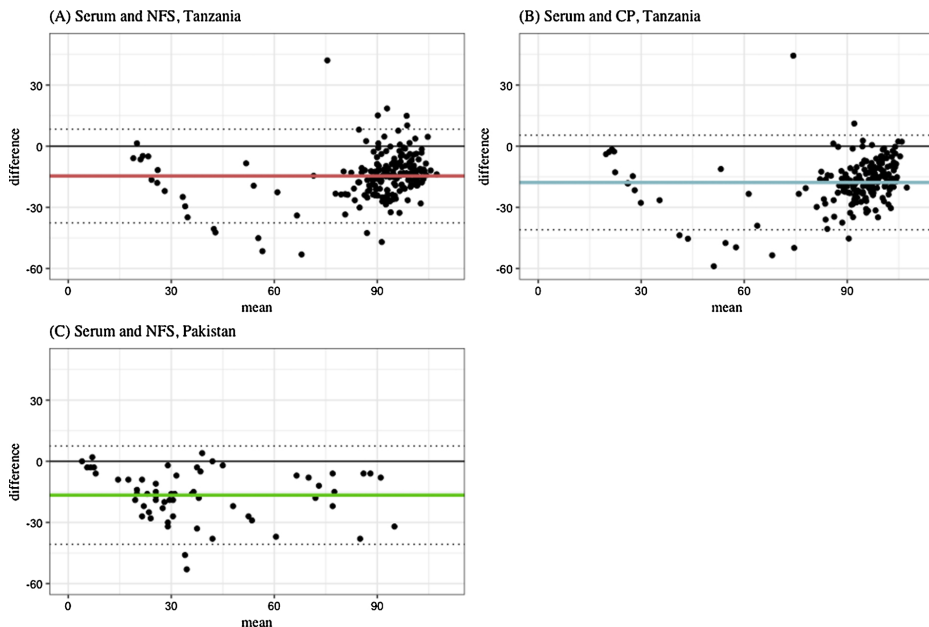 (A) Serum and NFS, Tanzania
difference
30
0
-30
-60
0 30 60 90
mean
(B) Serum and CP, Tanzania
difference
30
0
-30
-60
0 30 60 90
mean
(C) Serum and NFS, Pakistan
difference
30
0
-30
-60
0 30 60 90
mean